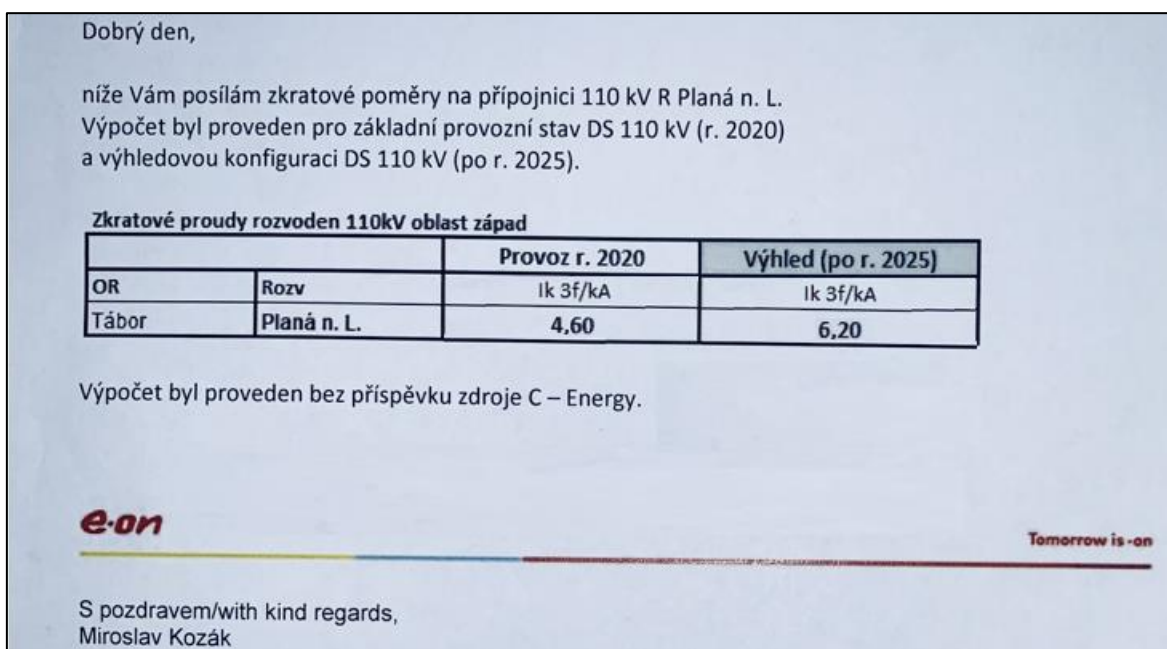 Dobrý den,
níže Vám posílám zkratové poměry na přípojnici 110 kV R Planá n. L.
Výpočet byl proveden pro základní provozní stav DS 110 kV (r. 2020)
a výhledovou konfiguraci DS 110 kV (po r. 2025).
Zkratové proudy rozvoden 110kV oblast západ
Provoz r. 2020 Výhled (po r. 2025)
OR Rozv Ik 3f/kA Ik 3f/kA
Tábor Planá n. L. 4,60 6,20
Výpočet byl proveden bez příspěvku zdroje C – Energy.
e·on
Tomorrow is -on
S pozdravem/with kind regards,
Miroslav Kozák